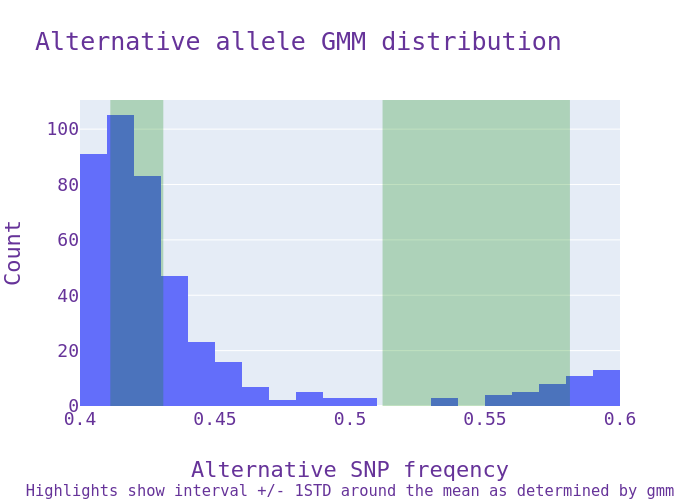 Alternative allele GMM distribution
100
80
60
40
20
0
Count
0.4 0.45 0.5 0.55 0.6
Alternative SNP freqency
Highlights show interval +/- 1STD around the mean as determined by gmm